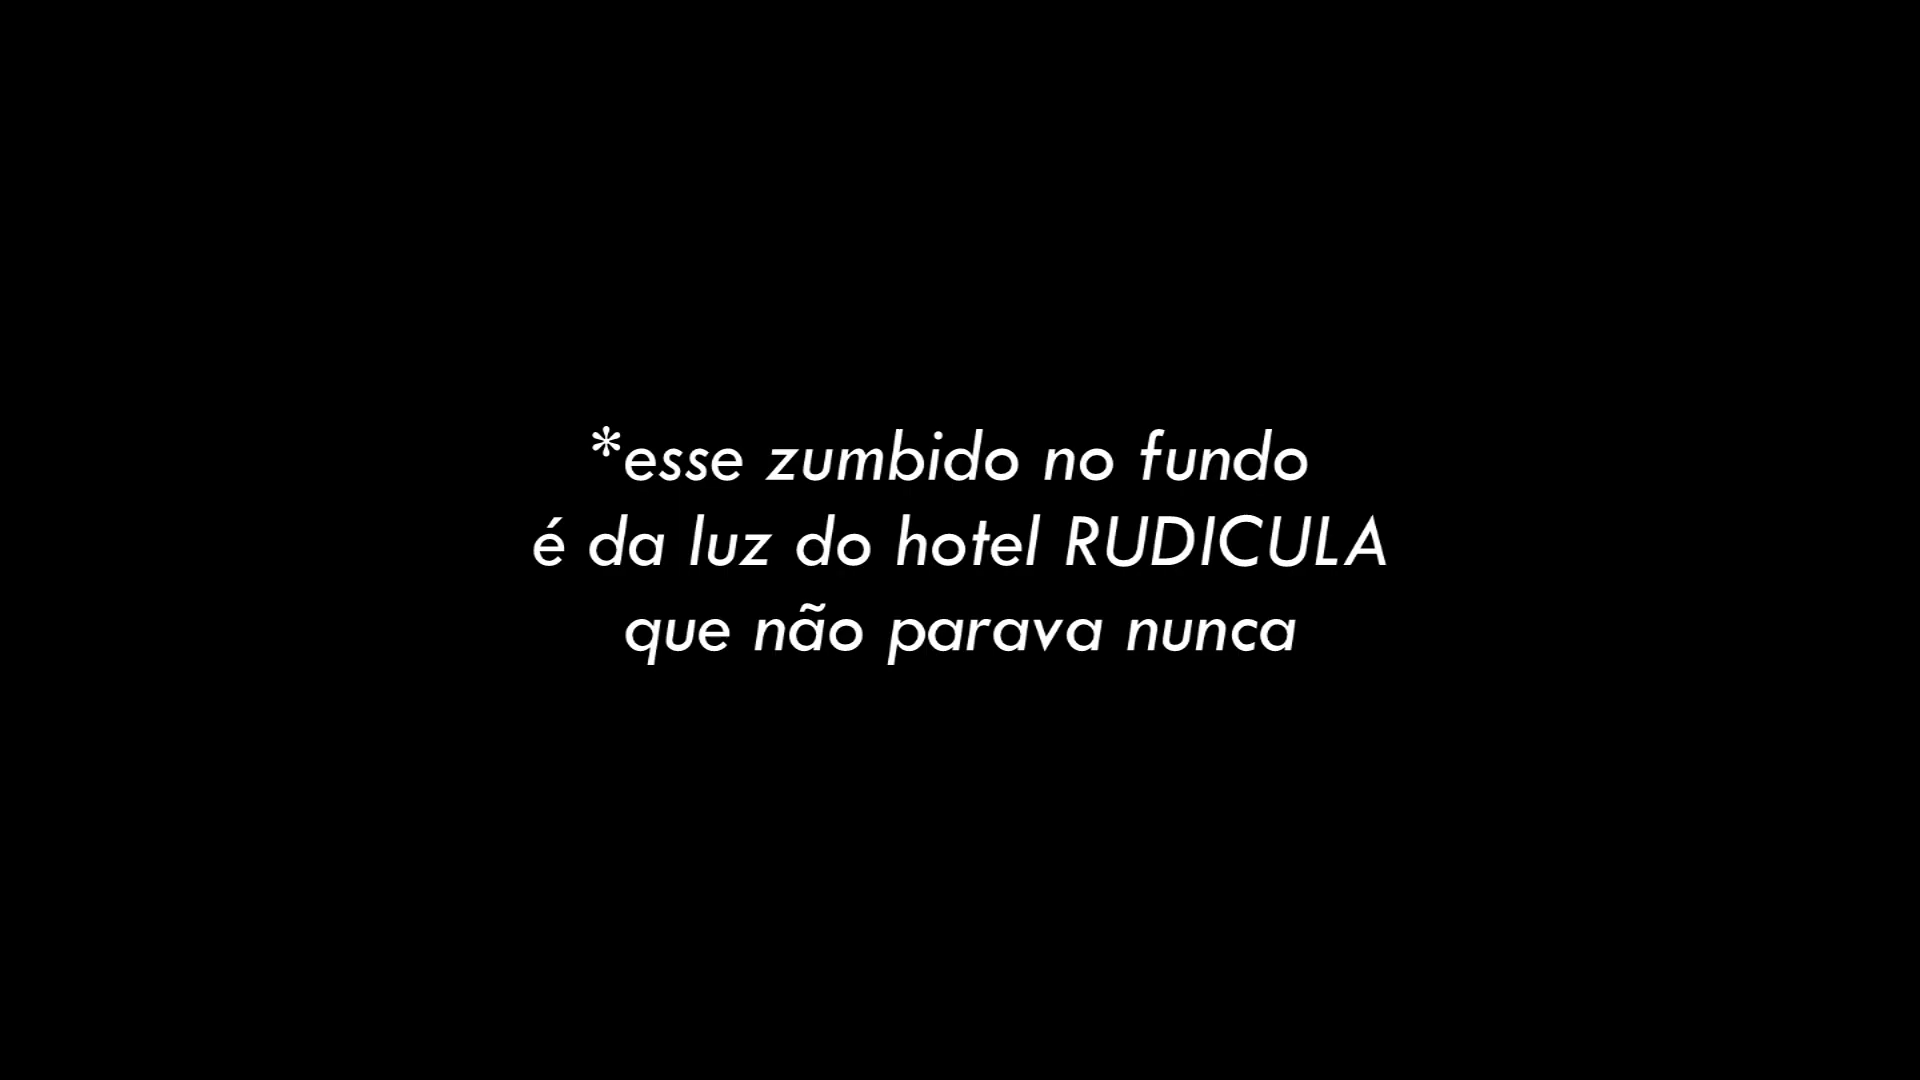 *esse zumbido no fundo
é da luz do hotel RUDICULA
que não parava nunca